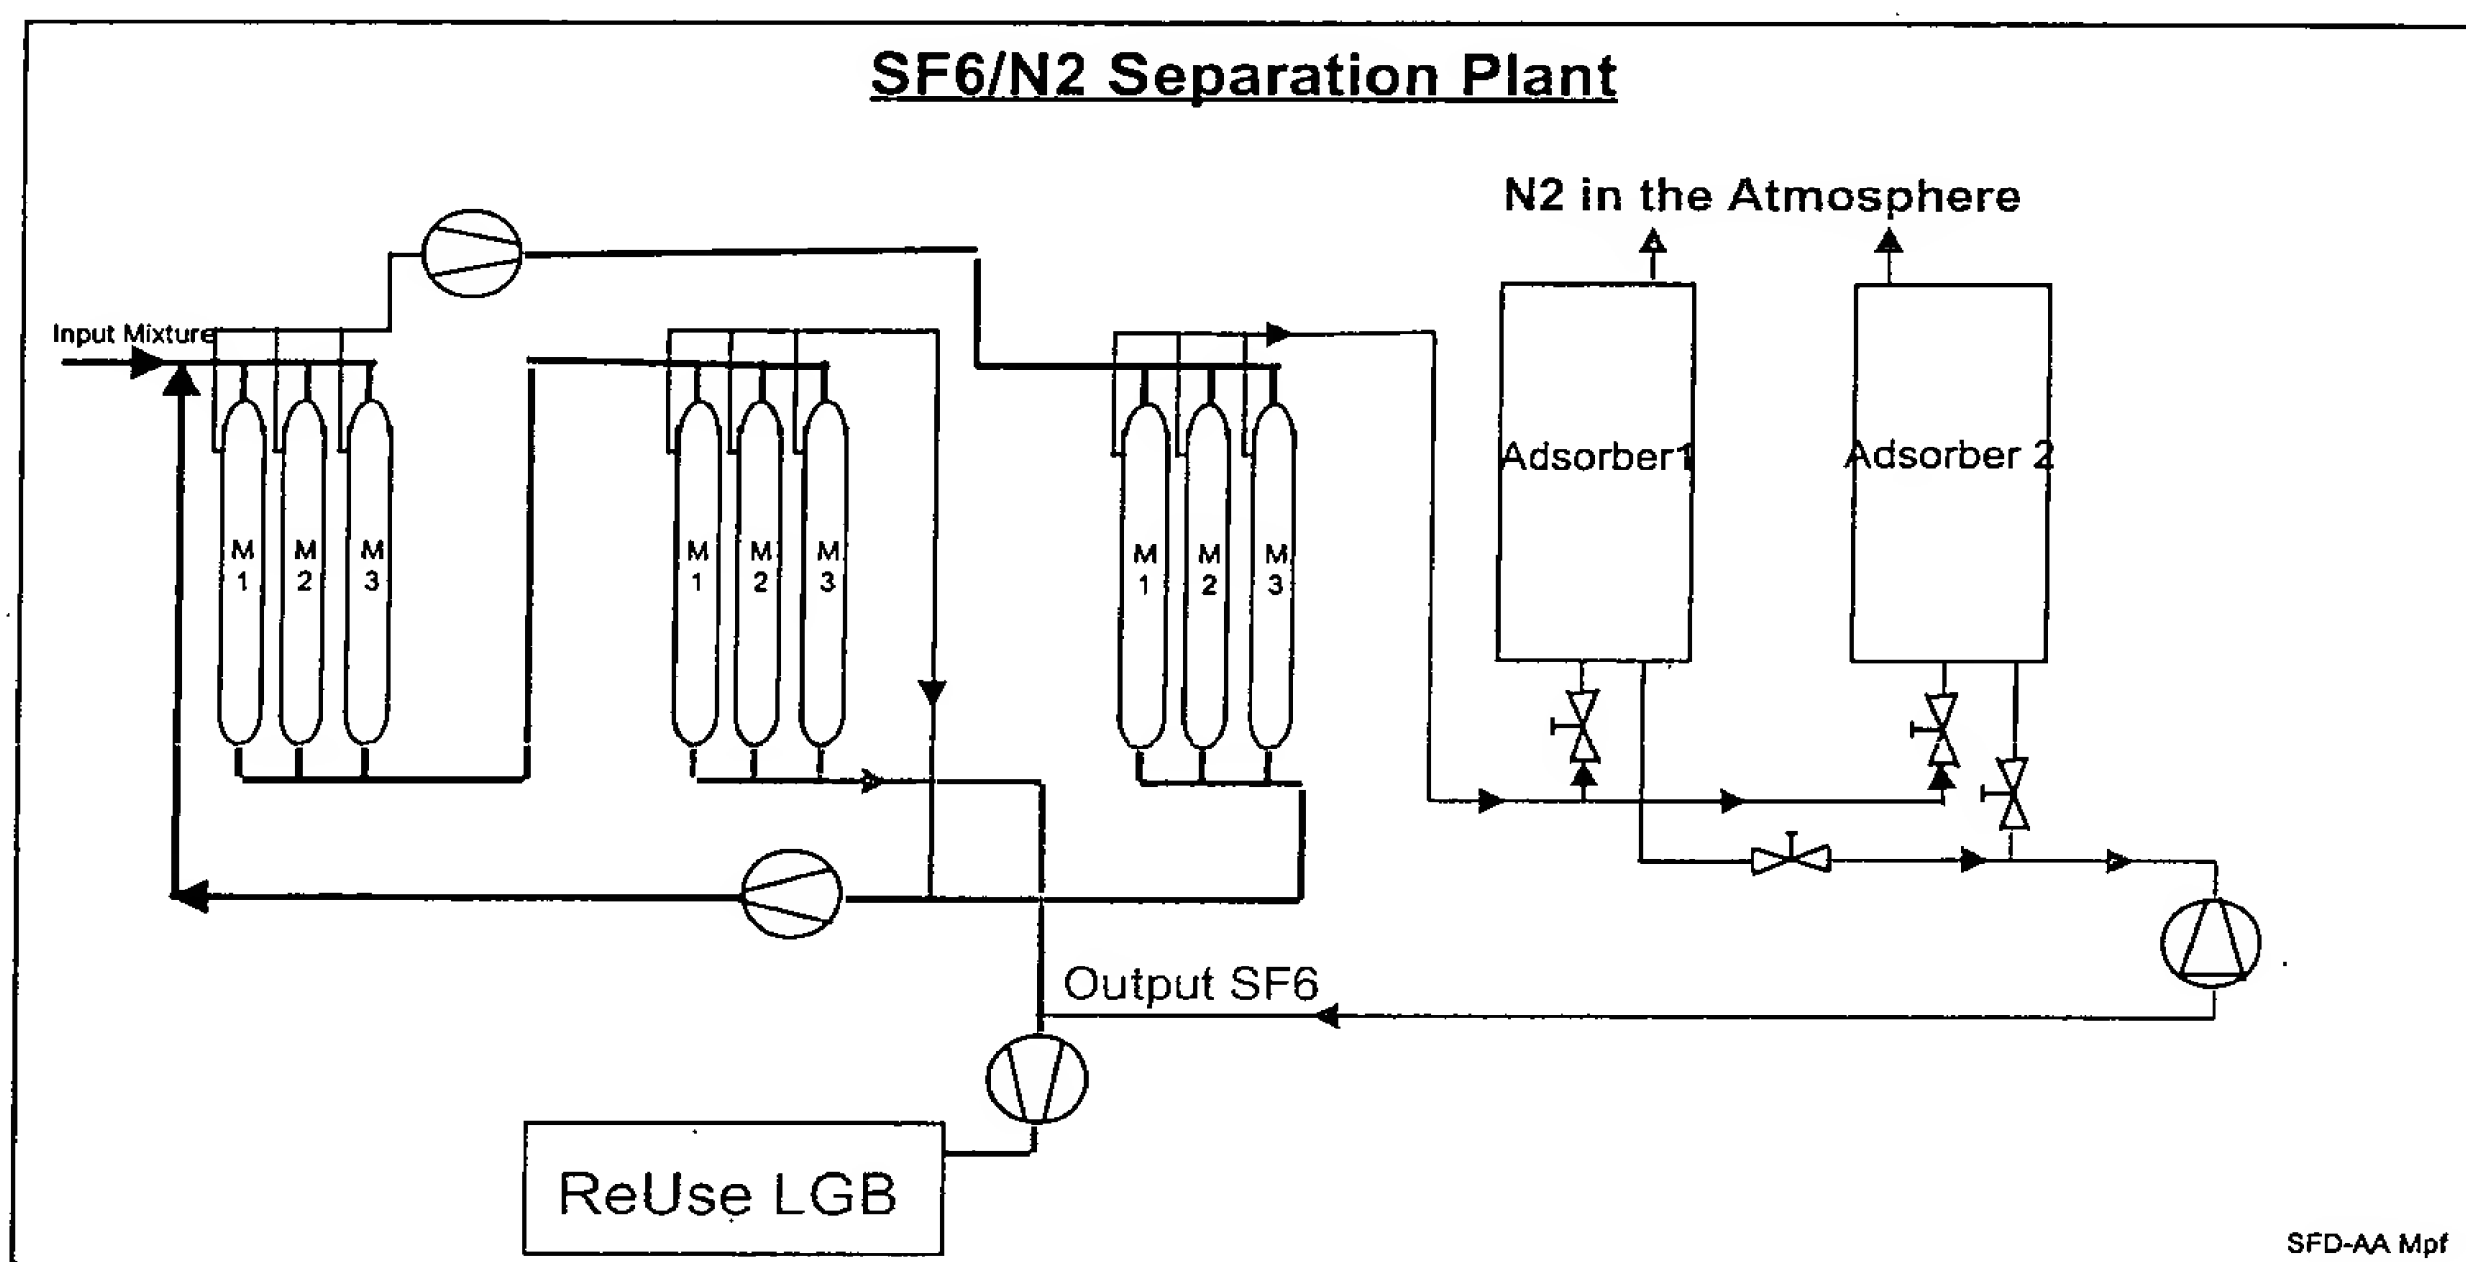 SF6/N2 Separation Plant
N2 in the Atmosphere
Input Mixture
M
1
M
2
M
3
M
1
M
2
M
3
M
1
M
2
M
3
Adsorber1
Adsorber 2
Output SF6
ReUse LGB
SFD-AA Mpf